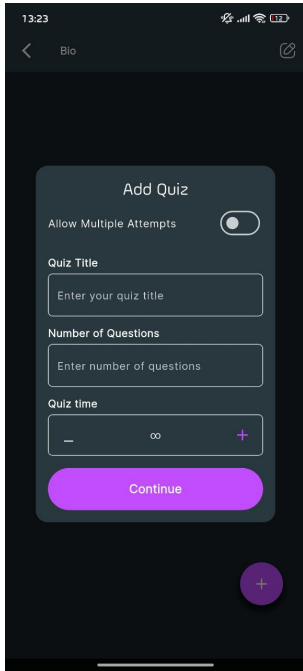 13:23
12
Bio
Add Quiz
Allow Multiple Attempts
Quiz Title
Enter your quiz title
Number of Questions
Enter number of questions
Quiz time
_ ∞ +
Continue
+